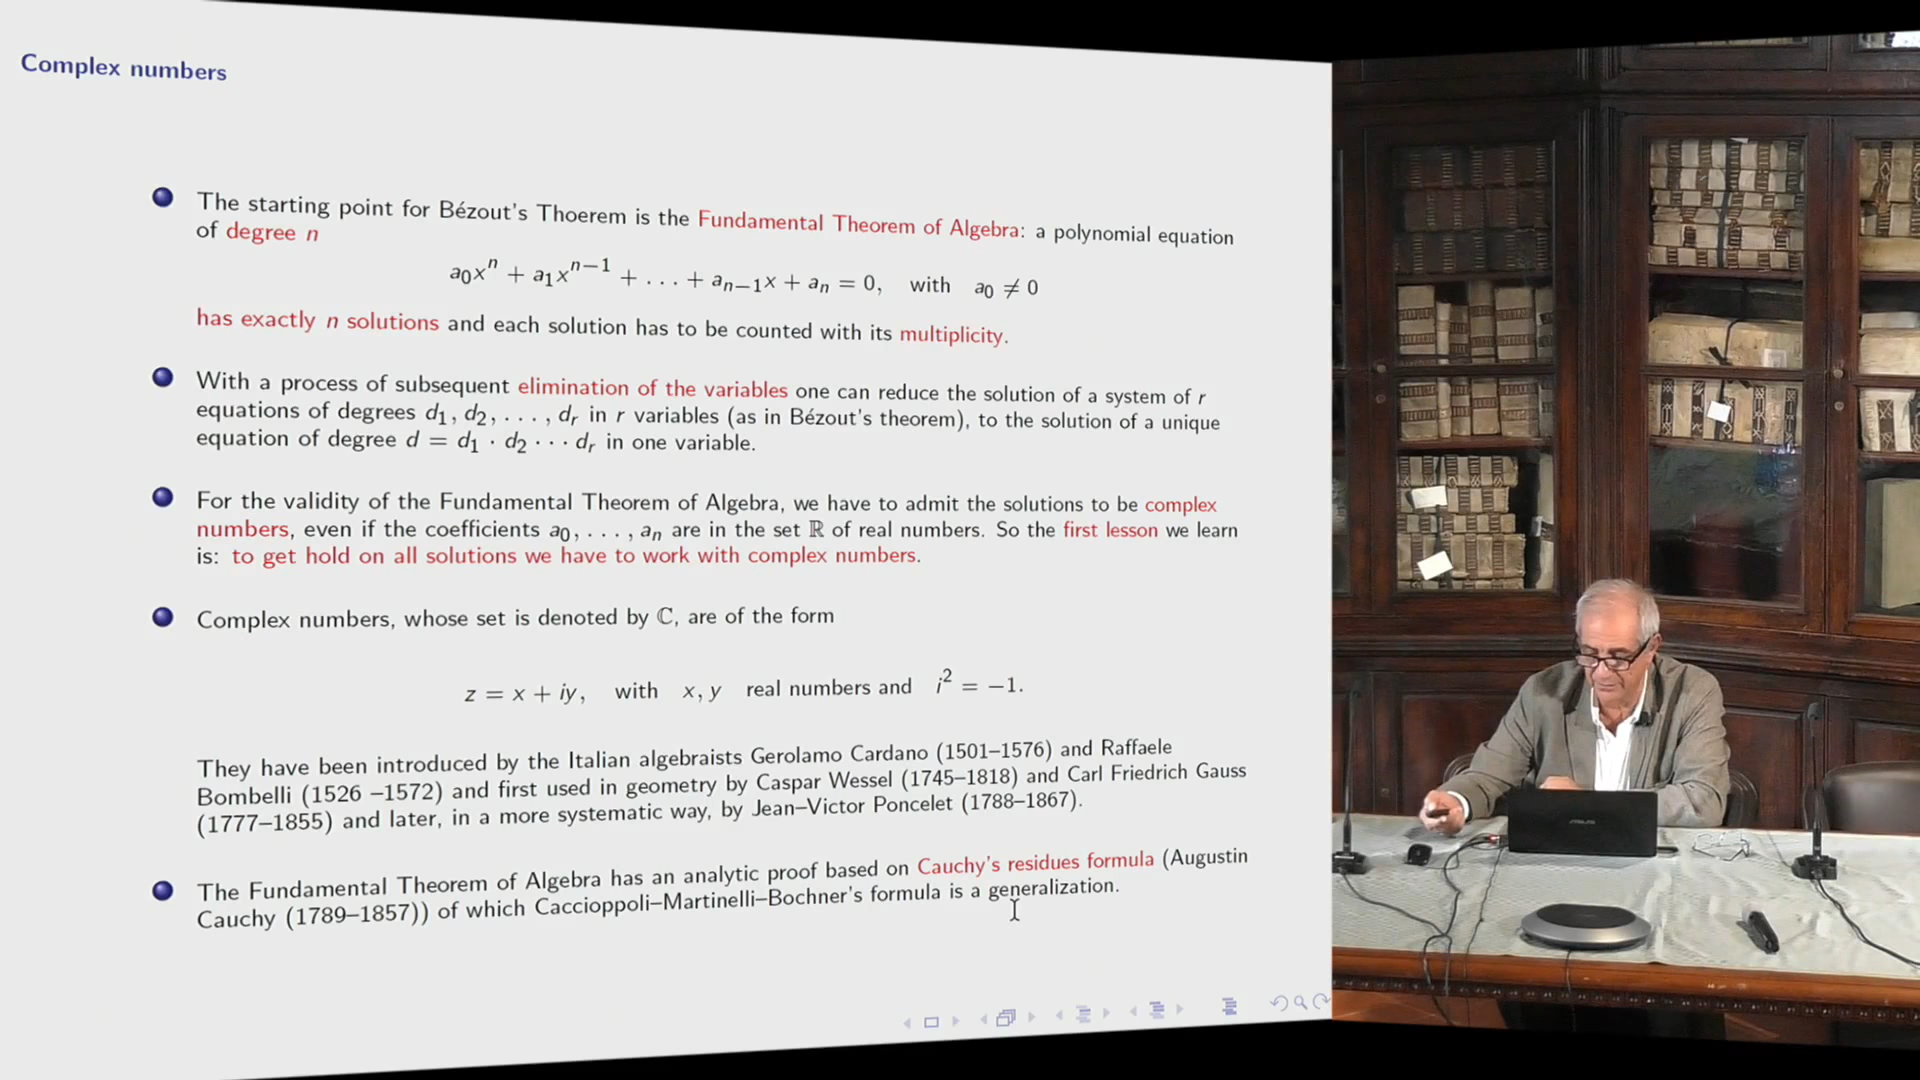 Complex numbers
The starting point for Bézout's Thoerem is the Fundamental Theorem of Algebra: a polynomial equation
of degree n
a₀xⁿ + a₁xⁿ⁻¹ + . . . + aₙ₋₁x + aₙ = 0, with a₀ ≠ 0
has exactly n solutions and each solution has to be counted with its multiplicity.
With a process of subsequent elimination of the variables one can reduce the solution of a system of r
equations of degrees d₁, d₂, . . . , dᵣ in r variables (as in Bézout's theorem), to the solution of a unique
equation of degree d = d₁ · d₂ · · · dᵣ in one variable.
For the validity of the Fundamental Theorem of Algebra, we have to admit the solutions to be complex
numbers, even if the coefficients a₀, . . . , aₙ are in the set ℝ of real numbers. So the first lesson we learn
is: to get hold on all solutions we have to work with complex numbers.
Complex numbers, whose set is denoted by ℂ, are of the form
z = x + iy, with x, y real numbers and i² = −1.
They have been introduced by the Italian algebraists Gerolamo Cardano (1501–1576) and Raffaele
Bombelli (1526 –1572) and first used in geometry by Caspar Wessel (1745–1818) and Carl Friedrich Gauss
(1777–1855) and later, in a more systematic way, by Jean–Victor Poncelet (1788–1867).
The Fundamental Theorem of Algebra has an analytic proof based on Cauchy's residues formula (Augustin
Cauchy (1789–1857)) of which Caccioppoli–Martinelli–Bochner's formula is a generalization.
ASUS